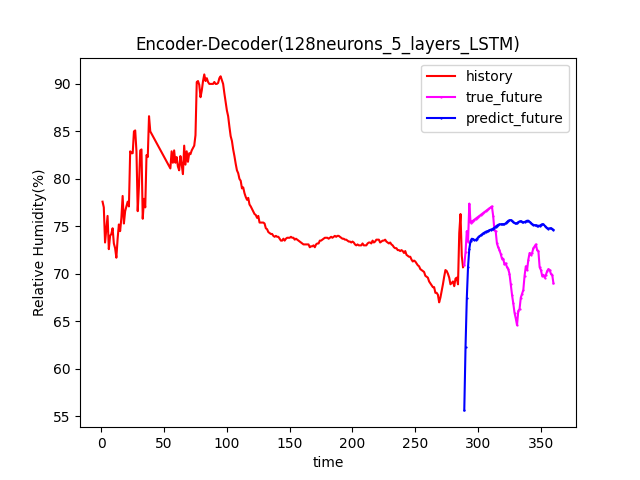 Encoder-Decoder(128neurons_5_layers_LSTM)
history
true_future
predict_future
Relative Humidity(%)
90
85
80
75
70
65
60
55
0 50 100 150 200 250 300 350
time